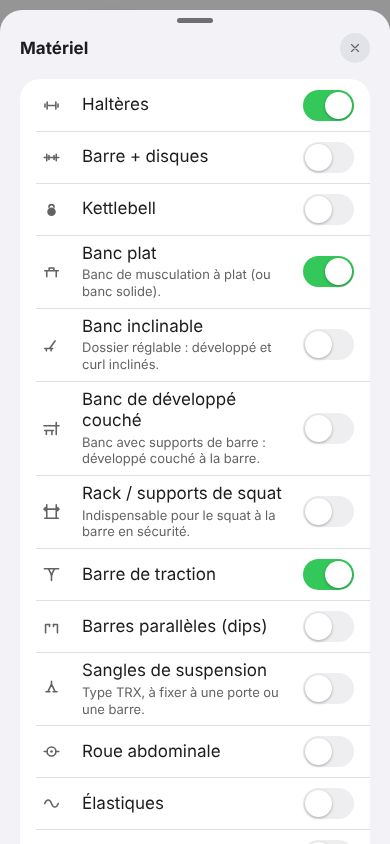 Matériel
Haltères
Barre + disques
Kettlebell
Banc plat
Banc de musculation à plat (ou
banc solide).
Banc inclinable
Dossier réglable : développé et
curl inclinés.
Banc de développé
couché
Banc avec supports de barre :
développé couché à la barre.
Rack / supports de squat
Indispensable pour le squat à la
barre en sécurité.
Barre de traction
Barres parallèles (dips)
Sangles de suspension
Type TRX, à fixer à une porte ou
une barre.
Roue abdominale
Élastiques